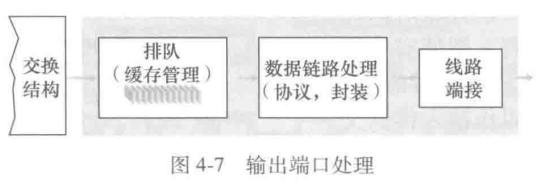 交换
结构
排队
（缓存管理）
数据链路处理
（协议，封装）
线路
端接
图 4-7 输出端口处理